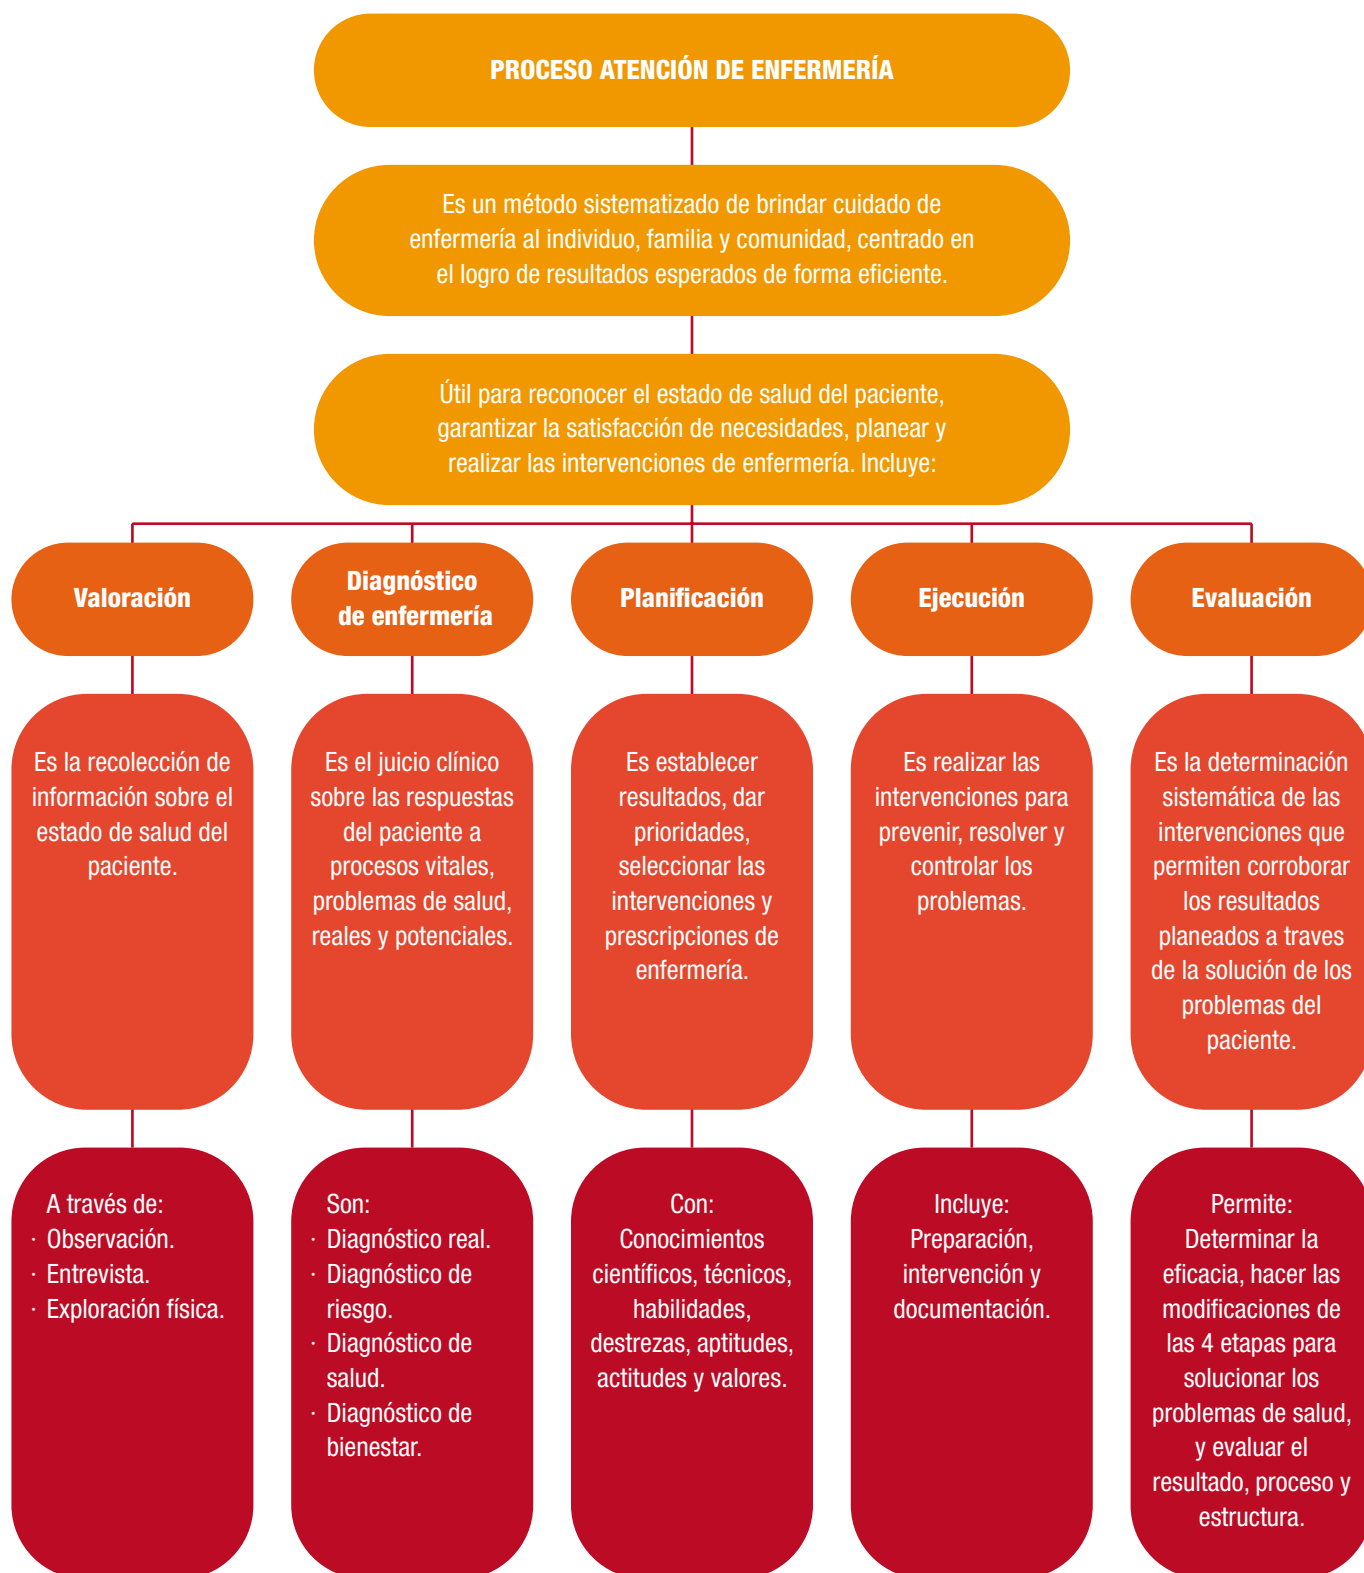 PROCESO ATENCIÓN DE ENFERMERÍA
Es un método sistematizado de brindar cuidado de
enfermería al individuo, familia y comunidad, centrado en
el logro de resultados esperados de forma eficiente.
Útil para reconocer el estado de salud del paciente,
garantizar la satisfacción de necesidades, planear y
realizar las intervenciones de enfermería. Incluye:
Valoración
Es la recolección de
información sobre el
estado de salud del
paciente.
A través de:
· Observación.
· Entrevista.
· Exploración física.
Diagnóstico
de enfermería
Es el juicio clínico
sobre las respuestas
del paciente a
procesos vitales,
problemas de salud,
reales y potenciales.
Son:
· Diagnóstico real.
· Diagnóstico de
riesgo.
· Diagnóstico de
salud.
· Diagnóstico de
bienestar.
Planificación
Es establecer
resultados, dar
prioridades,
seleccionar las
intervenciones y
prescripciones de
enfermería.
Con:
Conocimientos
científicos, técnicos,
habilidades,
destrezas, aptitudes,
actitudes y valores.
Ejecución
Es realizar las
intervenciones para
prevenir, resolver y
controlar los
problemas.
Incluye:
Preparación,
intervención y
documentación.
Evaluación
Es la determinación
sistemática de las
intervenciones que
permiten corroborar
los resultados
planeados a traves
de la solución de los
problemas del
paciente.
Permite:
Determinar la
eficacia, hacer las
modificaciones de
las 4 etapas para
solucionar los
problemas de salud,
y evaluar el
resultado, proceso y
estructura.